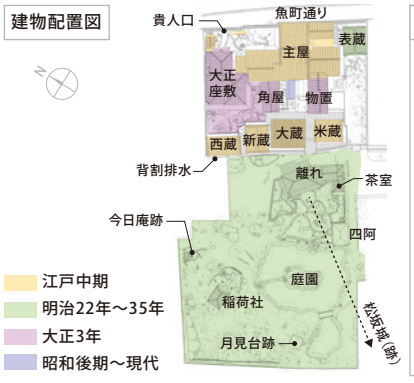 建物配置図
魚町通り
貴人口
主屋
表蔵
大正
座敷
角屋
物置
西蔵
新蔵
大蔵
米蔵
背割排水
離れ
茶室
今日庵跡
四阿
庭園
稲荷社
月見台跡
松坂城(跡)
N
江戸中期
明治22年〜35年
大正3年
昭和後期〜現代